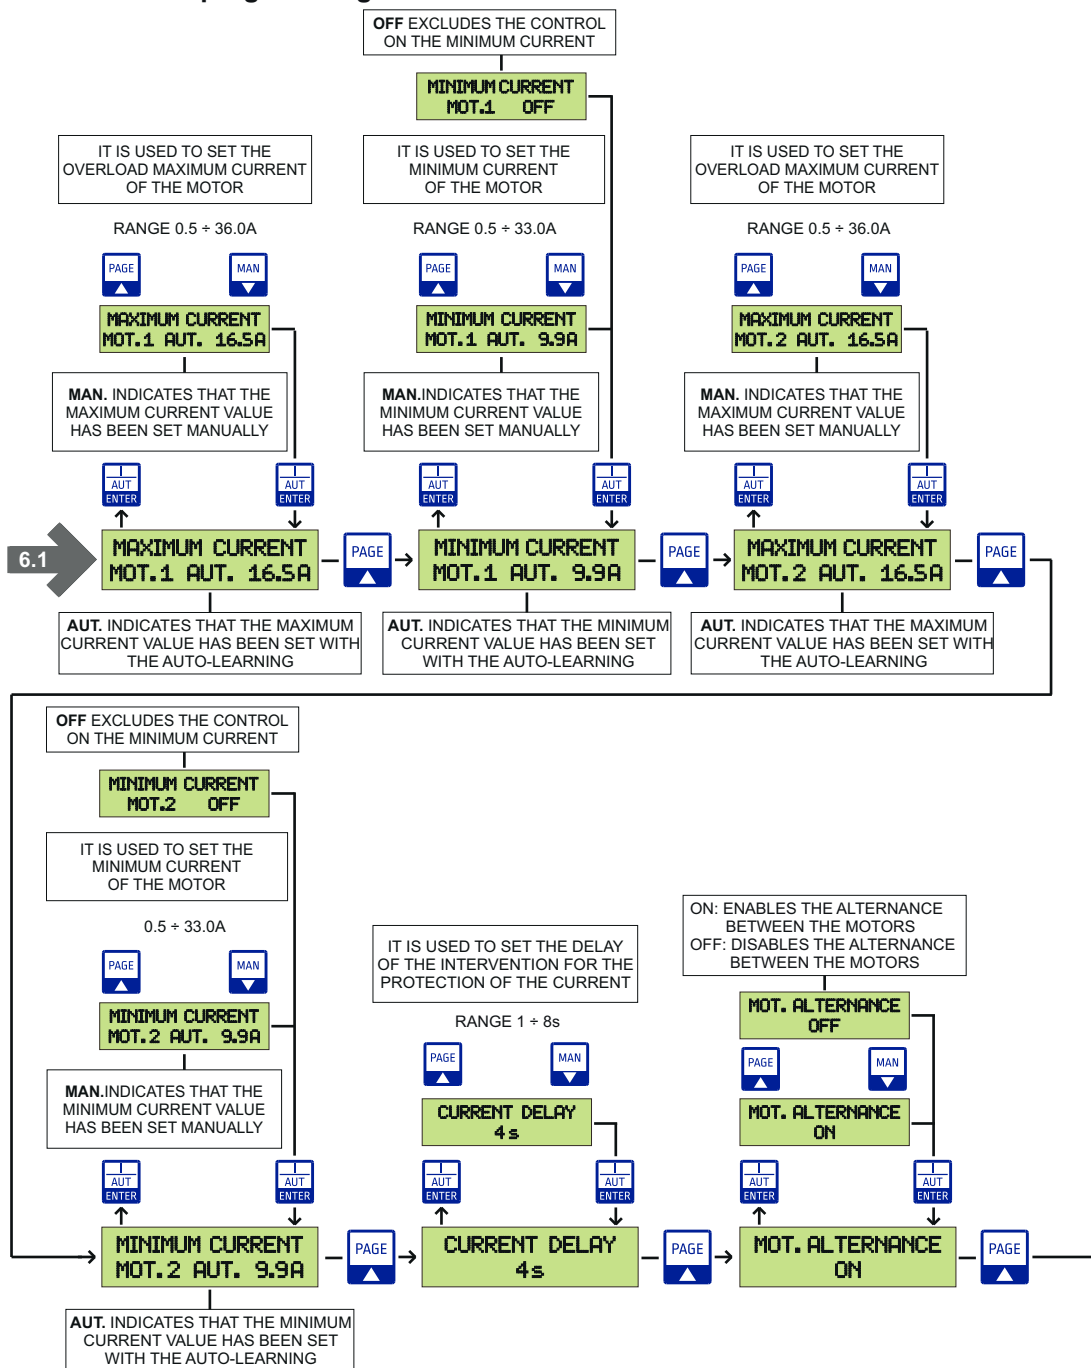 OFF EXCLUDES THE CONTROL
ON THE MINIMUM CURRENT
MINIMUM CURRENT
MOT.1 OFF
IT IS USED TO SET THE
OVERLOAD MAXIMUM CURRENT
OF THE MOTOR
IT IS USED TO SET THE
MINIMUM CURRENT
OF THE MOTOR
IT IS USED TO SET THE
OVERLOAD MAXIMUM CURRENT
OF THE MOTOR
RANGE 0.5 ÷ 36.0A
RANGE 0.5 ÷ 33.0A
RANGE 0.5 ÷ 36.0A
PAGE
MAN
PAGE
MAN
PAGE
MAN
MAXIMUM CURRENT
MOT.1 AUT. 16.5A
MINIMUM CURRENT
MOT.1 AUT. 9.9A
MAXIMUM CURRENT
MOT.2 AUT. 16.5A
MAN. INDICATES THAT THE
MAXIMUM CURRENT VALUE
HAS BEEN SET MANUALLY
MAN.INDICATES THAT THE
MINIMUM CURRENT VALUE
HAS BEEN SET MANUALLY
MAN. INDICATES THAT THE
MAXIMUM CURRENT VALUE
HAS BEEN SET MANUALLY
AUT
ENTER
AUT
ENTER
AUT
ENTER
AUT
ENTER
AUT
ENTER
AUT
ENTER
6.1
MAXIMUM CURRENT
MOT.1 AUT. 16.5A
PAGE
MINIMUM CURRENT
MOT.1 AUT. 9.9A
PAGE
MAXIMUM CURRENT
MOT.2 AUT. 16.5A
PAGE
AUT. INDICATES THAT THE MAXIMUM
CURRENT VALUE HAS BEEN SET WITH
THE AUTO-LEARNING
AUT. INDICATES THAT THE MINIMUM
CURRENT VALUE HAS BEEN SET
WITH THE AUTO-LEARNING
AUT. INDICATES THAT THE MAXIMUM
CURRENT VALUE HAS BEEN SET WITH
THE AUTO-LEARNING
OFF EXCLUDES THE CONTROL
ON THE MINIMUM CURRENT
MINIMUM CURRENT
MOT.2 OFF
IT IS USED TO SET THE
MINIMUM CURRENT
OF THE MOTOR
0.5 ÷ 33.0A
PAGE
MAN
MINIMUM CURRENT
MOT.2 AUT. 9.9A
MAN.INDICATES THAT THE
MINIMUM CURRENT VALUE
HAS BEEN SET MANUALLY
AUT
ENTER
AUT
ENTER
MINIMUM CURRENT
MOT.2 AUT. 9.9A
PAGE
AUT. INDICATES THAT THE MINIMUM
CURRENT VALUE HAS BEEN SET
WITH THE AUTO-LEARNING
IT IS USED TO SET THE DELAY
OF THE INTERVENTION FOR THE
PROTECTION OF THE CURRENT
RANGE 1 ÷ 8s
PAGE
MAN
CURRENT DELAY
4s
AUT
ENTER
AUT
ENTER
CURRENT DELAY
4s
PAGE
ON: ENABLES THE ALTERNANCE
BETWEEN THE MOTORS
OFF: DISABLES THE ALTERNANCE
BETWEEN THE MOTORS
MOT. ALTERNANCE
OFF
PAGE
MAN
MOT. ALTERNANCE
ON
AUT
ENTER
AUT
ENTER
MOT. ALTERNANCE
ON
PAGE